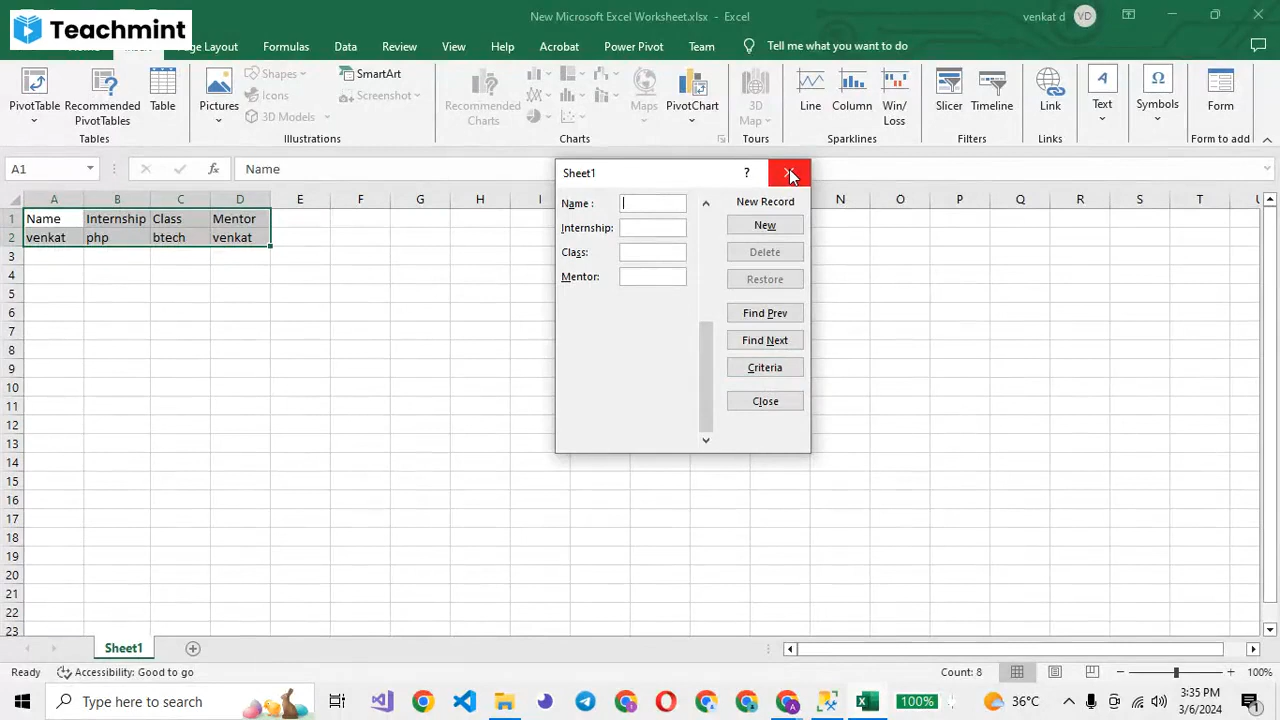 Teachmint
New Microsoft Excel Worksheet.xlsx - Excel
venkat d
VD
Page Layout
Formulas
Data
View
Help
Power Pivot
Team
Tell me what you want to do
PivotTable
Recommended
PivotTables
Table
Tables
Pictures
Shapes
Icons
3D Models
SmartArt
Screenshot
Illustrations
Recommended
Charts
Maps
PivotChart
Charts
3D
Map
Tours
Line
Column
Win/
Loss
Sparklines
Slicer
Timeline
Filters
Link
Links
Text
Symbols
Form
Form to add
A1
fx
Name
A B C D E F G H I N O P Q R S T
1 Name Internship Class Mentor
2 venkat php btech venkat
3
4
5
6
7
8
9
10
11
12
13
14
15
16
17
18
19
20
21
22
23
Sheet1
?
Name :
Internship:
Class:
Mentor:
New Record
New
Delete
Restore
Find Prev
Find Next
Criteria
Close
Sheet1
Ready
Accessibility: Good to go
Count: 8
100%
Type here to search
100%
36°C
3:35 PM
3/6/2024
1